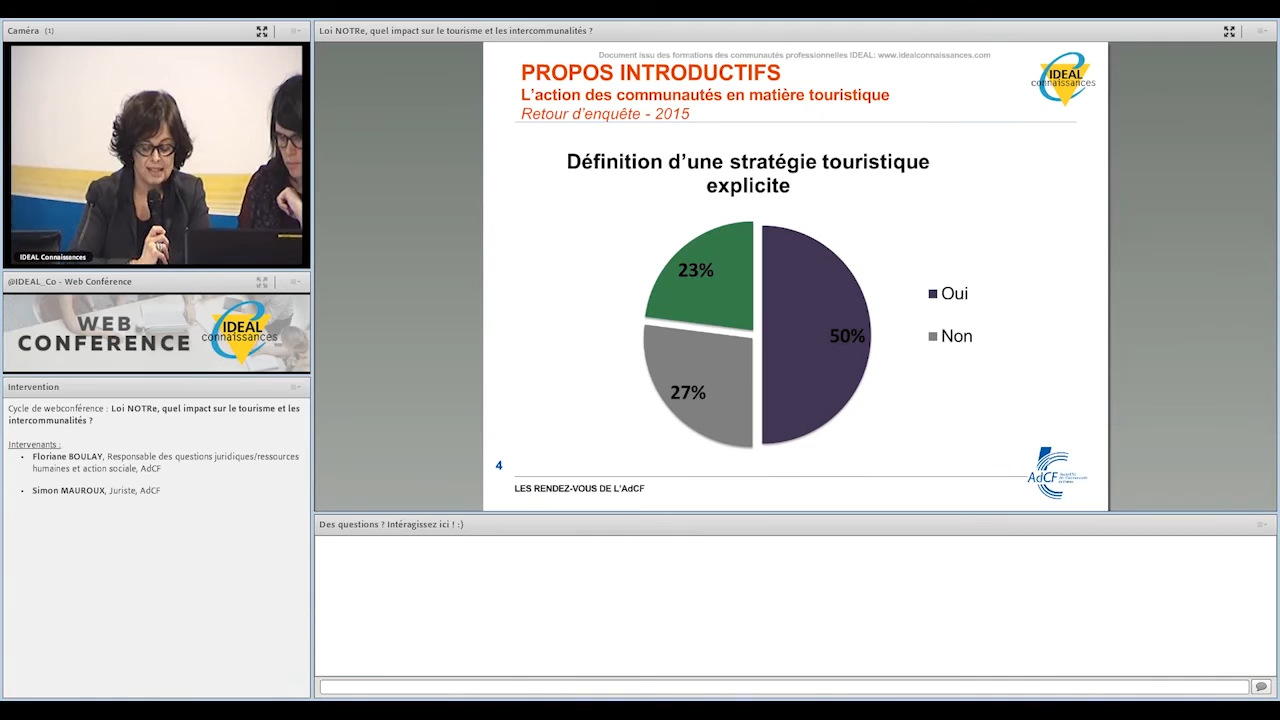 Caméra (1)
IDEAL Connaissances
@IDEAL_Co - Web Conférence
WEB
CONFERENCE
IDEAL
connaissances
Intervention
Cycle de webconférence : Loi NOTRe, quel impact sur le tourisme et les
intercommunalités ?
Intervenants :
Floriane BOULAY, Responsable des questions juridiques/ressources
humaines et action sociale, AdCF
Simon MAUROUX, Juriste, AdCF
Loi NOTRe, quel impact sur le tourisme et les intercommunalités ?
Document issu des formations des communautés professionnelles IDEAL: www.idealconnaissances.com
PROPOS INTRODUCTIFS
L'action des communautés en matière touristique
Retour d'enquête - 2015
IDEAL
connaissances
Définition d'une stratégie touristique
explicite
23%
50%
27%
Oui
Non
4
LES RENDEZ-VOUS DE L'AdCF
AdCF
Des questions ? Intéragissez ici ! :)